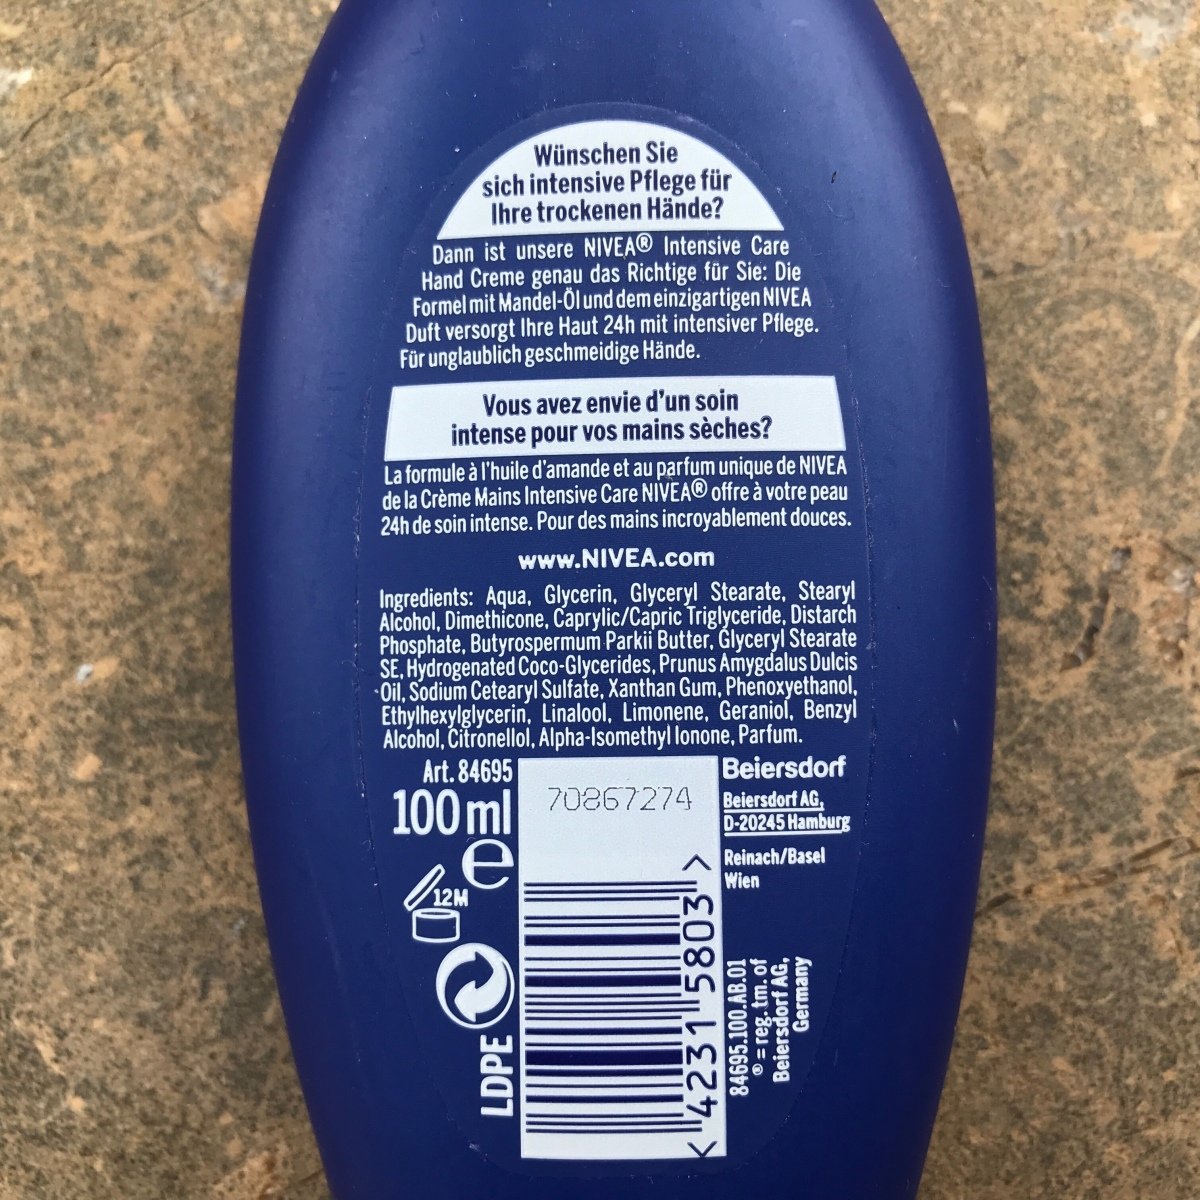 Wünschen Sie
sich intensive Pflege für
Ihre trockenen Hände?
Dann ist unsere NIVEA® Intensive Care
Hand Creme genau das Richtige für Sie: Die
Formel mit Mandel-Öl und dem einzigartigen NIVEA
Duft versorgt Ihre Haut 24h mit intensiver Pflege.
Für unglaublich geschmeidige Hände.
Vous avez envie d'un soin
intense pour vos mains sèches?
La formule à l'huile d'amande et au parfum unique de NIVEA
de la Crème Mains Intensive Care NIVEA® offre à votre peau
24h de soin intense. Pour des mains incroyablement douces.
www.NIVEA.com
Ingredients: Aqua, Glycerin, Glyceryl Stearate, Stearyl
Alcohol, Dimethicone, Caprylic/Capric Triglyceride, Distarch
Phosphate, Butyrospermum Parkii Butter, Glyceryl Stearate
SE, Hydrogenated Coco-Glycerides, Prunus Amygdalus Dulcis
Oil, Sodium Cetearyl Sulfate, Xanthan Gum, Phenoxyethanol,
Ethylhexylglycerin, Linalool, Limonene, Geraniol, Benzyl
Alcohol, Citronellol, Alpha-Isomethyl Ionone, Parfum.
Art. 84695
100 ml
e
12M
LDPE
70867274
< 4231 5803 >
Beiersdorf
Beiersdorf AG,
D-20245 Hamburg
Reinach/Basel
Wien
84695.100.AB.01
® = reg. tm. of
Beiersdorf AG,
Germany